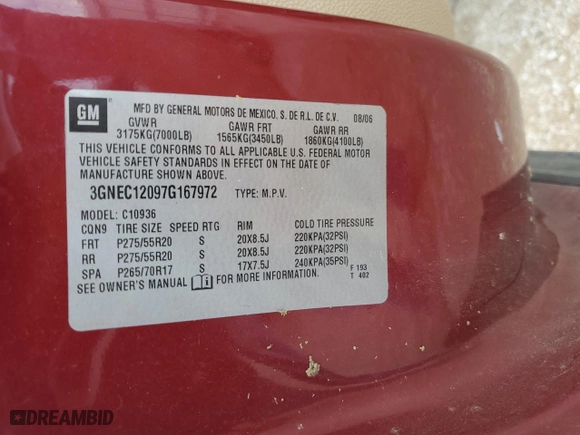 GM
MFD BY GENERAL MOTORS DE MEXICO. S. DE R.L. DE C.V. 08/06
GVWR GAWR FRT GAWR RR
3175KG(7000LB) 1565KG(3450LB) 1860KG(4100LB)
THIS VEHICLE CONFORMS TO ALL APPLICABLE U.S. FEDERAL MOTOR
VEHICLE SAFETY STANDARDS IN EFFECT ON THE DATE OF
MANUFACTURE SHOWN ABOVE.
3GNEC12097G167972 TYPE: M.P.V.
MODEL: C10936
CQN9 TIRE SIZE SPEED RTG RIM COLD TIRE PRESSURE
FRT P275/55R20 S 20X8.5J 220KPA(32PSI)
RR P275/55R20 S 20X8.5J 220KPA(32PSI)
SPA P265/70R17 S 17X7.5J 240KPA(35PSI)
SEE OWNER'S MANUAL FOR MORE INFORMATION.
F 193
T 402
DREAMBID